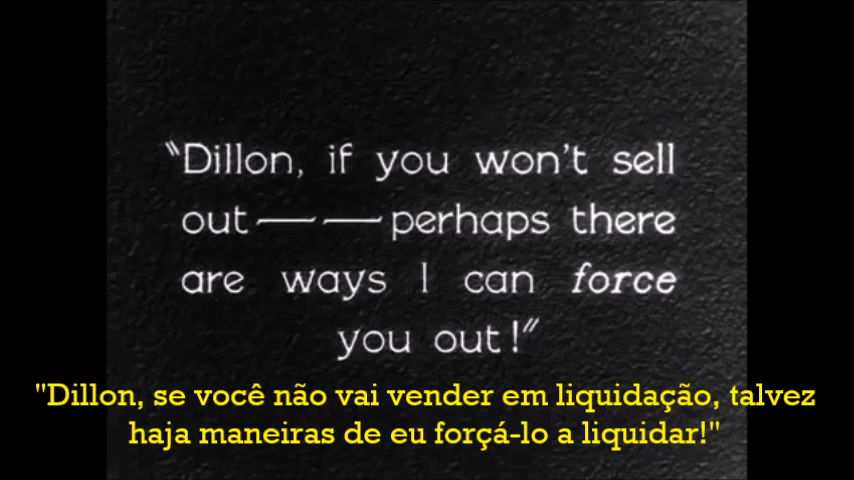 "Dillon, if you won't sell
out — — perhaps there
are ways I can force
you out!"
"Dillon, se você não vai vender em liquidação, talvez
haja maneiras de eu forçá-lo a liquidar!"